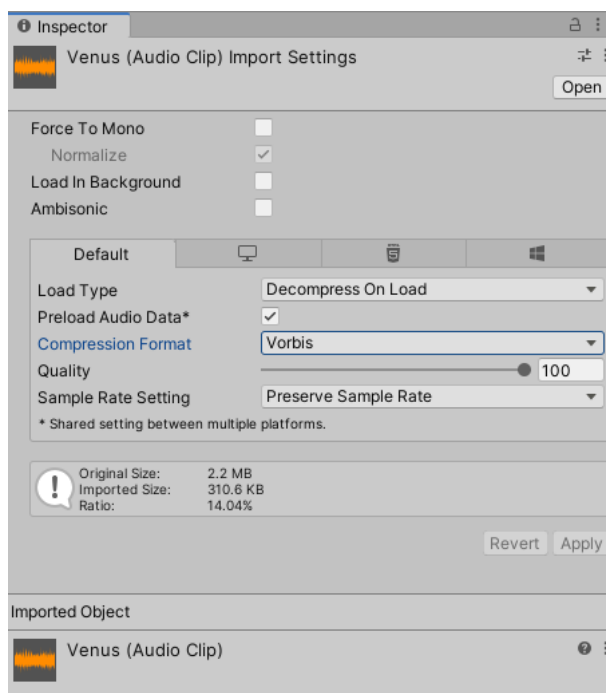 Inspector
Venus (Audio Clip) Import Settings
Open
Force To Mono
Normalize
Load In Background
Ambisonic
Default
Load Type Decompress On Load
Preload Audio Data*
Compression Format Vorbis
Quality 100
Sample Rate Setting Preserve Sample Rate
* Shared setting between multiple platforms.
Original Size: 2.2 MB
Imported Size: 310.6 KB
Ratio: 14.04%
Revert Apply
Imported Object
Venus (Audio Clip)